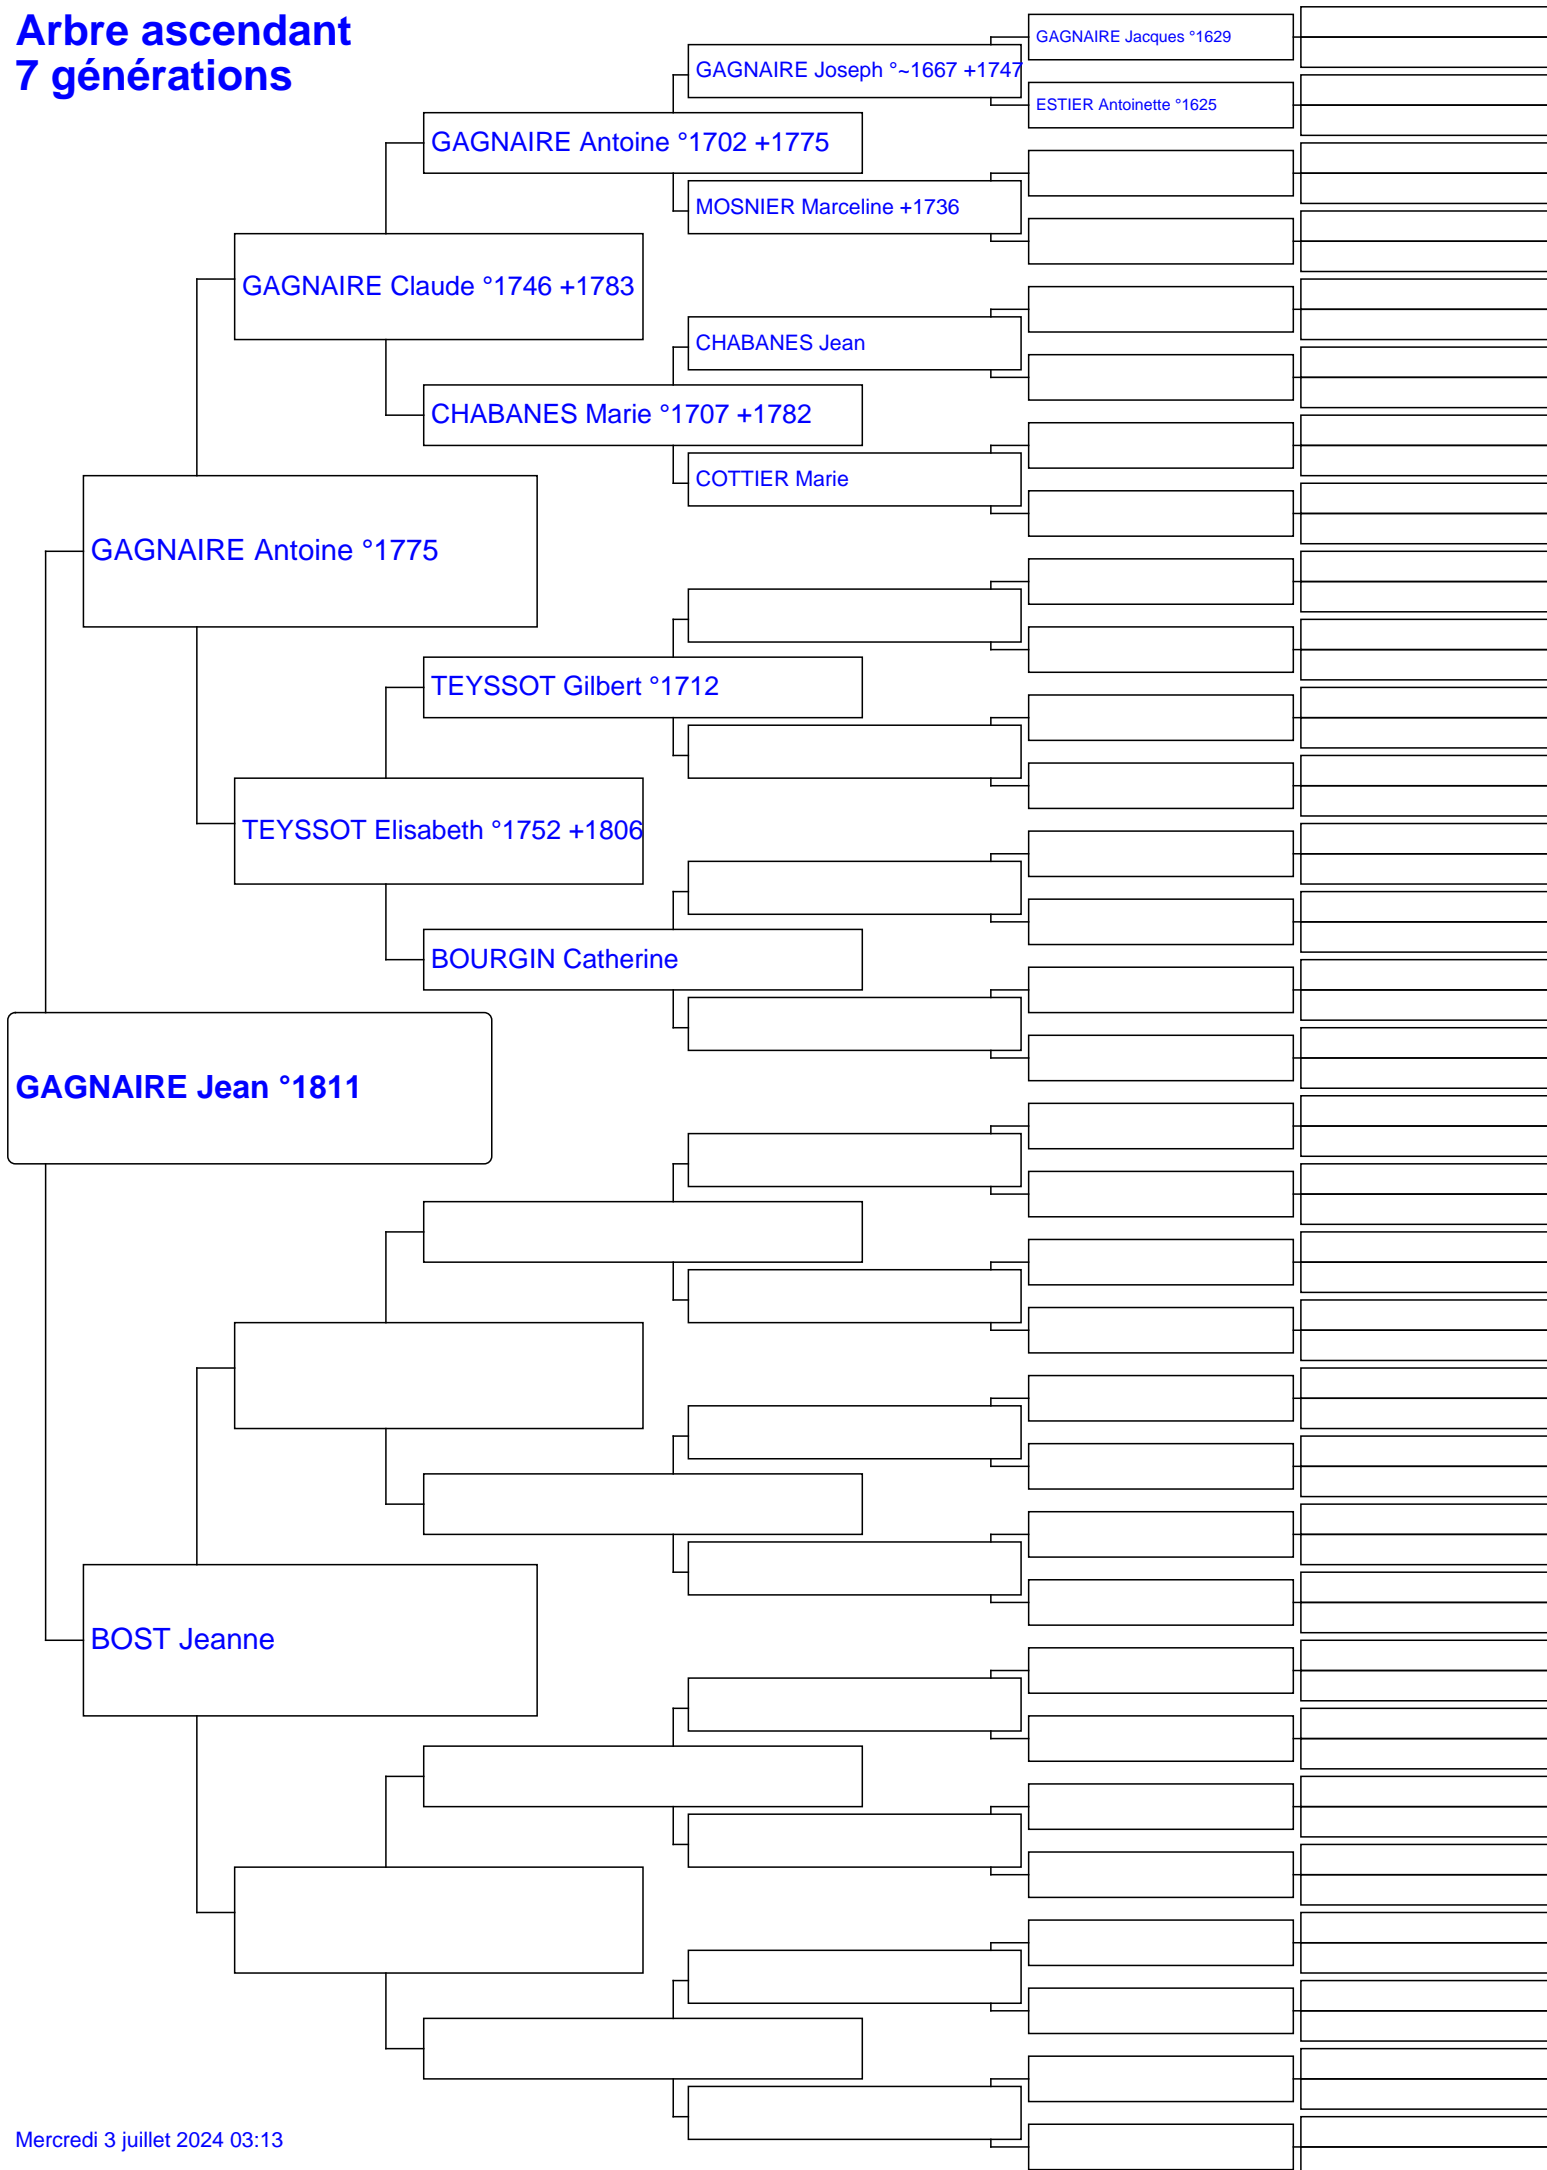 Arbre ascendant
7 générations
GAGNAIRE Jacques °1629
GAGNAIRE Joseph °~1667 +1747
ESTIER Antoinette °1625
GAGNAIRE Antoine °1702 +1775
MOSNIER Marceline +1736
GAGNAIRE Claude °1746 +1783
CHABANES Jean
CHABANES Marie °1707 +1782
COTTIER Marie
GAGNAIRE Antoine °1775
TEYSSOT Gilbert °1712
TEYSSOT Elisabeth °1752 +1806
BOURGIN Catherine
GAGNAIRE Jean °1811
BOST Jeanne
Mercredi 3 juillet 2024 03:13